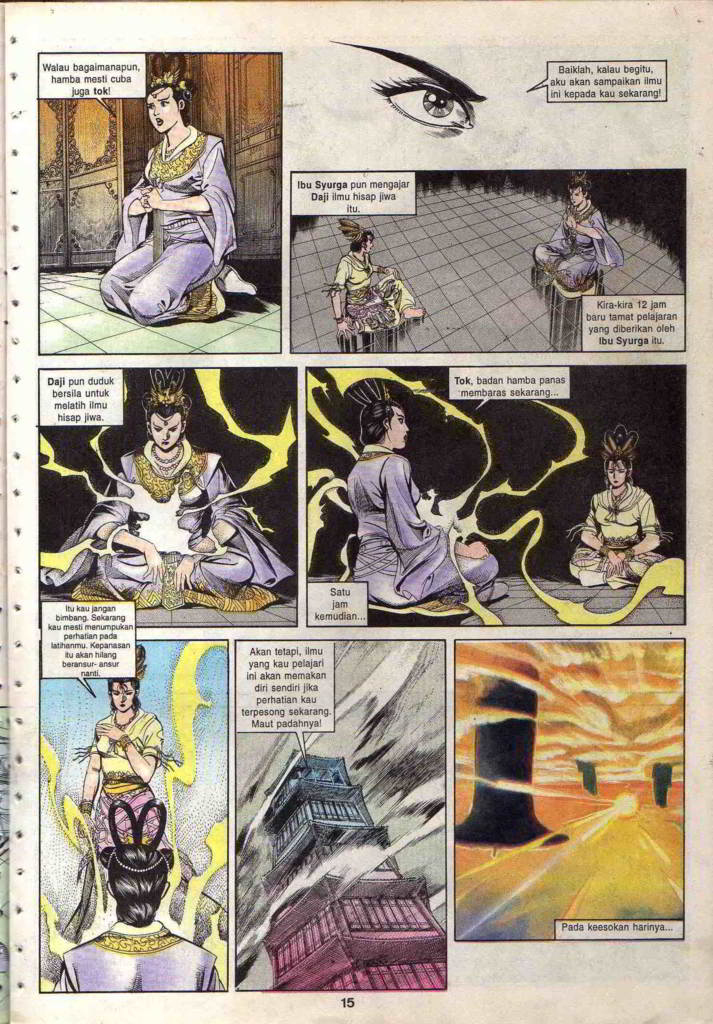 Walau bagaimanapun,
hamba mesti cuba
juga tok!
Baiklah, kalau begitu,
aku akan sampaikan ilmu
ini kepada kau sekarang!
Ibu Syurga pun mengajar
Daji ilmu hisap jiwa
itu.
Kira-kira 12 jam
baru tamat pelajaran
yang diberikan oleh
Ibu Syurga itu.
Daji pun duduk
bersila untuk
melatih ilmu
hisap jiwa.
Tok, badan hamba panas
membaras sekarang...
Satu
jam
kemudian...
Itu kau jangan
bimbang. Sekarang
kau mesti menumpukan
perhatian pada
latihanmu. Kepanasan
itu akan hilang
beransur- ansur
nanti.
Akan tetapi, ilmu
yang kau pelajari
ini akan memakan
diri sendiri jika
perhatian kau
terpesong sekarang.
Maut padahnya!
Pada keesokan harinya...
15